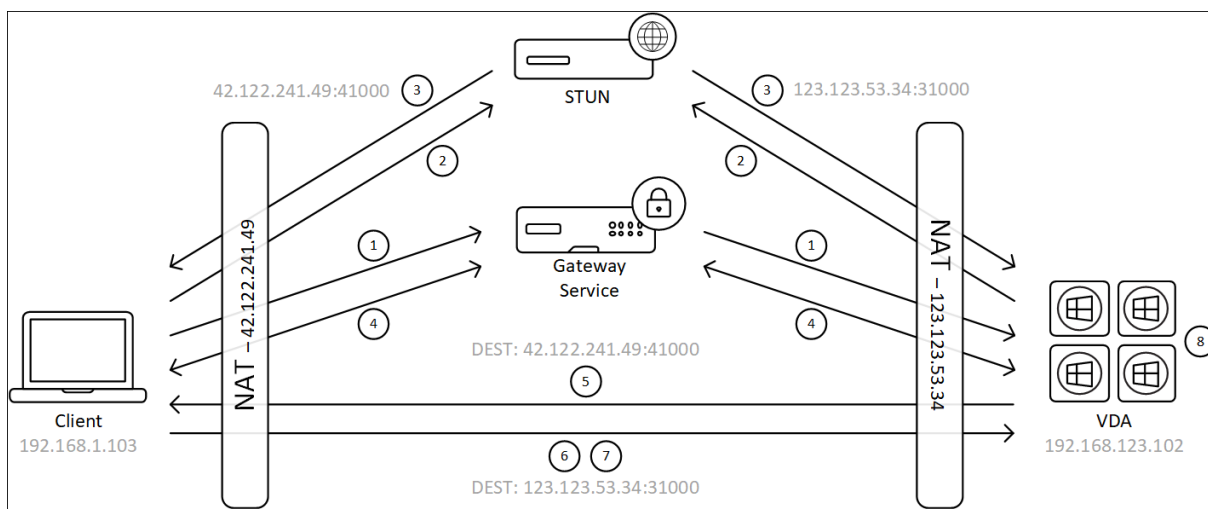 42.122.241.49:41000
3
STUN
3
123.123.53.34:31000
2
2
NAT – 42.122.241.49
NAT – 123.123.53.34
1
Gateway
Service
1
4
4
8
DEST: 42.122.241.49:41000
5
Client
192.168.1.103
VDA
192.168.123.102
6
7
DEST: 123.123.53.34:31000